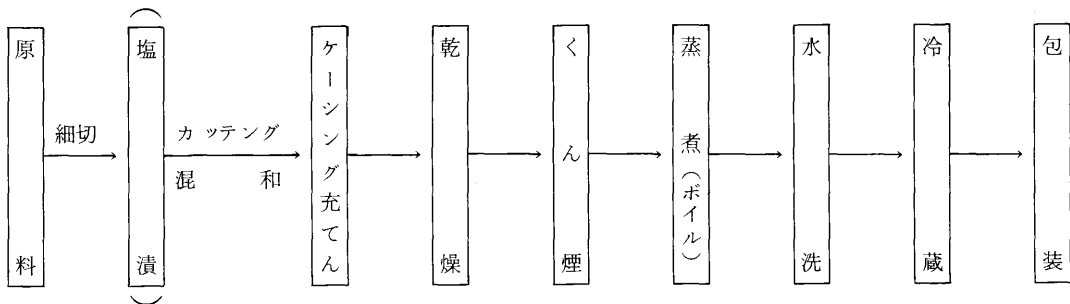 原料
細切
(塩漬)
カッテング
混和
ケーシング充てん
乾燥
くん煙
蒸煮(ボイル)
水洗
冷蔵
包装